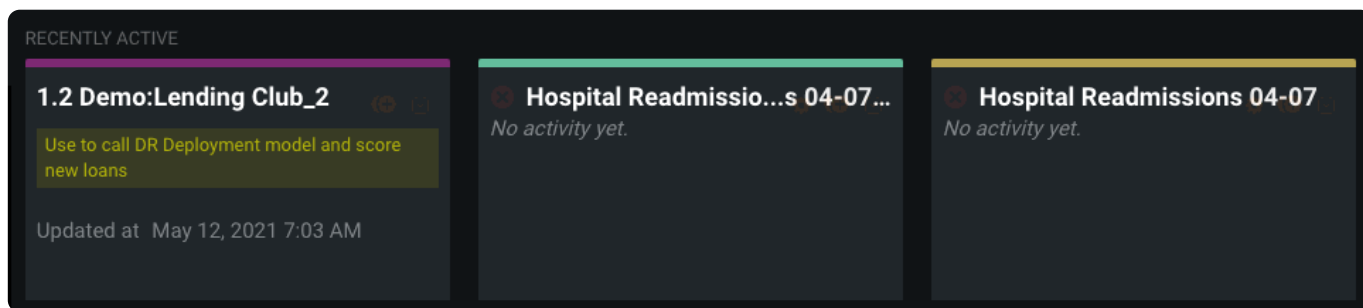 RECENTLY ACTIVE
1.2 Demo:Lending Club_2
Use to call DR Deployment model and score
new loans
Updated at May 12, 2021 7:03 AM
Hospital Readmissio...s 04-07...
No activity yet.
Hospital Readmissions 04-07
No activity yet.